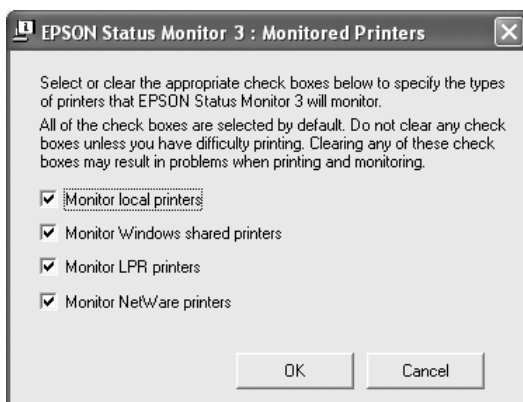 EPSON Status Monitor 3 : Monitored Printers
Select or clear the appropriate check boxes below to specify the types
of printers that EPSON Status Monitor 3 will monitor.
All of the check boxes are selected by default. Do not clear any check
boxes unless you have difficulty printing. Clearing any of these check
boxes may result in problems when printing and monitoring.
Monitor local printers
Monitor Windows shared printers
Monitor LPR printers
Monitor NetWare printers
OK
Cancel